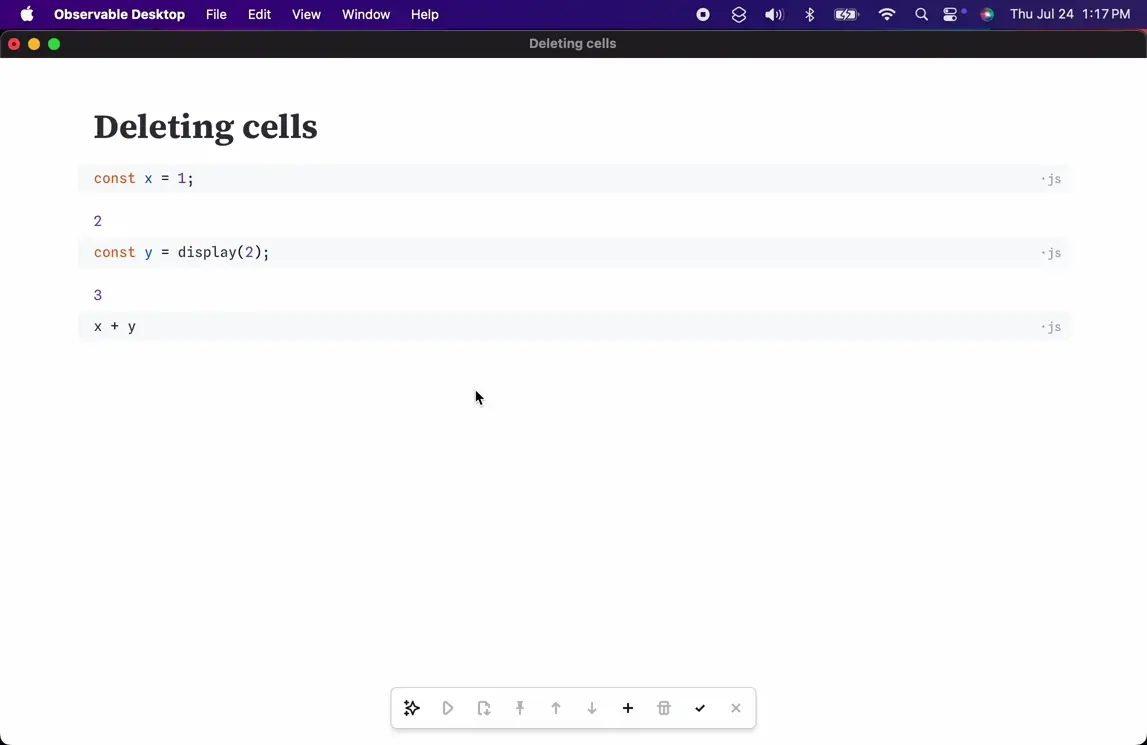 Observable Desktop File Edit View Window Help Thu Jul 24 1:17 PM
Deleting cells
Deleting cells
const x = 1; ·js
2
const y = display(2); ·js
3
x + y ·js